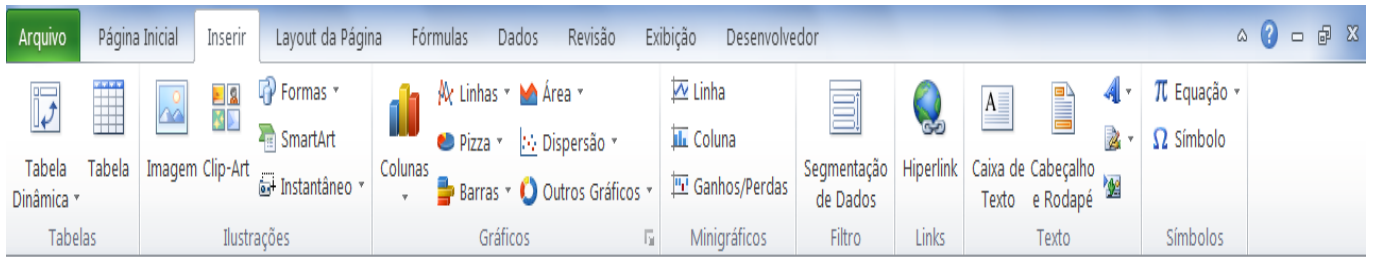 Arquivo Página Inicial Inserir Layout da Página Fórmulas Dados Revisão Exibição Desenvolvedor
Tabela Dinâmica
Tabela
Tabelas
Imagem
Clip-Art
Formas
SmartArt
Instantâneo
Ilustrações
Colunas
Linhas
Pizza
Barras
Área
Dispersão
Outros Gráficos
Gráficos
Linha
Coluna
Ganhos/Perdas
Minigráficos
Segmentação
de Dados
Filtro
Hiperlink
Links
Caixa de
Texto
Cabeçalho
e Rodapé
A
Texto
π Equação
Ω Símbolo
Símbolos